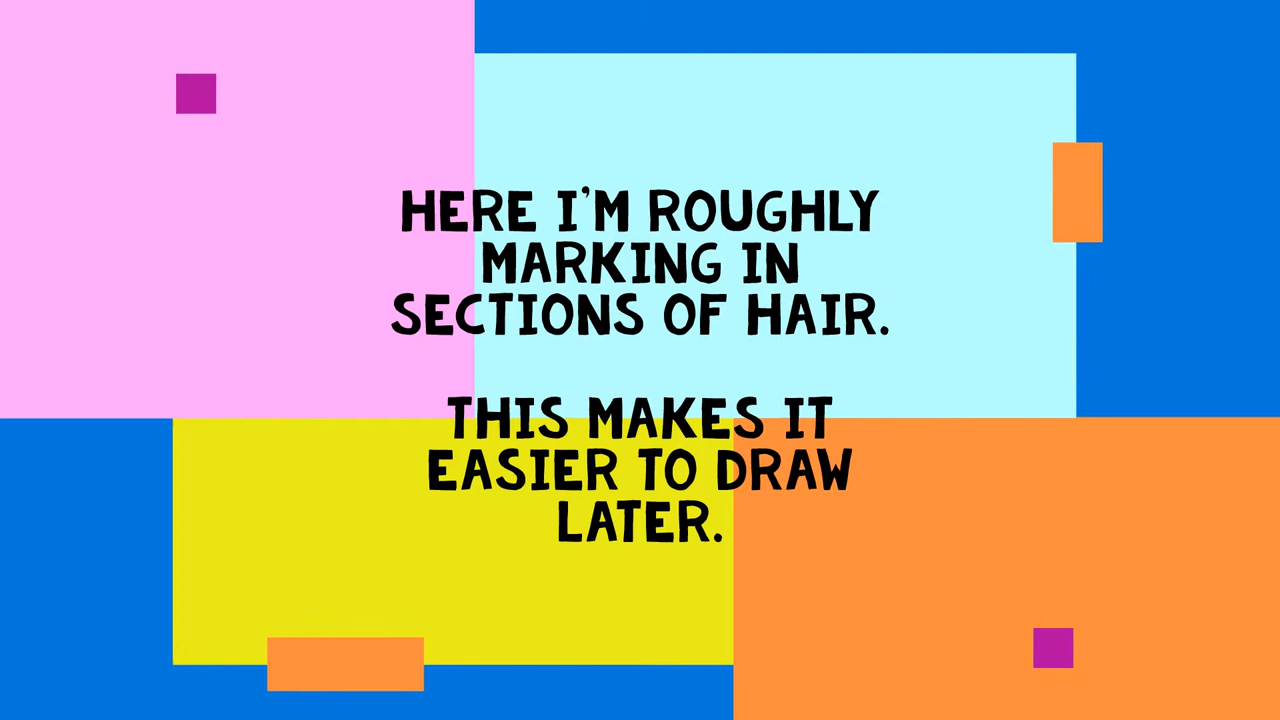 HERE I'M ROUGHLY
MARKING IN
SECTIONS OF HAIR.
THIS MAKES IT
EASIER TO DRAW
LATER.